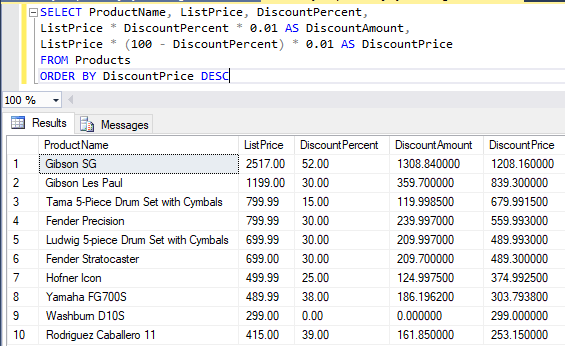 SELECT ProductName, ListPrice, DiscountPercent,
ListPrice * DiscountPercent * 0.01 AS DiscountAmount,
ListPrice * (100 - DiscountPercent) * 0.01 AS DiscountPrice
FROM Products
ORDER BY DiscountPrice DESC
100 %
Results Messages
ProductName ListPrice DiscountPercent DiscountAmount DiscountPrice
1 Gibson SG 2517.00 52.00 1308.840000 1208.160000
2 Gibson Les Paul 1199.00 30.00 359.700000 839.300000
3 Tama 5-Piece Drum Set with Cymbals 799.99 15.00 119.998500 679.991500
4 Fender Precision 799.99 30.00 239.997000 559.993000
5 Ludwig 5-piece Drum Set with Cymbals 699.99 30.00 209.997000 489.993000
6 Fender Stratocaster 699.00 30.00 209.700000 489.300000
7 Hofner Icon 499.99 25.00 124.997500 374.992500
8 Yamaha FG700S 489.99 38.00 186.196200 303.793800
9 Washburn D10S 299.00 0.00 0.000000 299.000000
10 Rodriguez Caballero 11 415.00 39.00 161.850000 253.150000